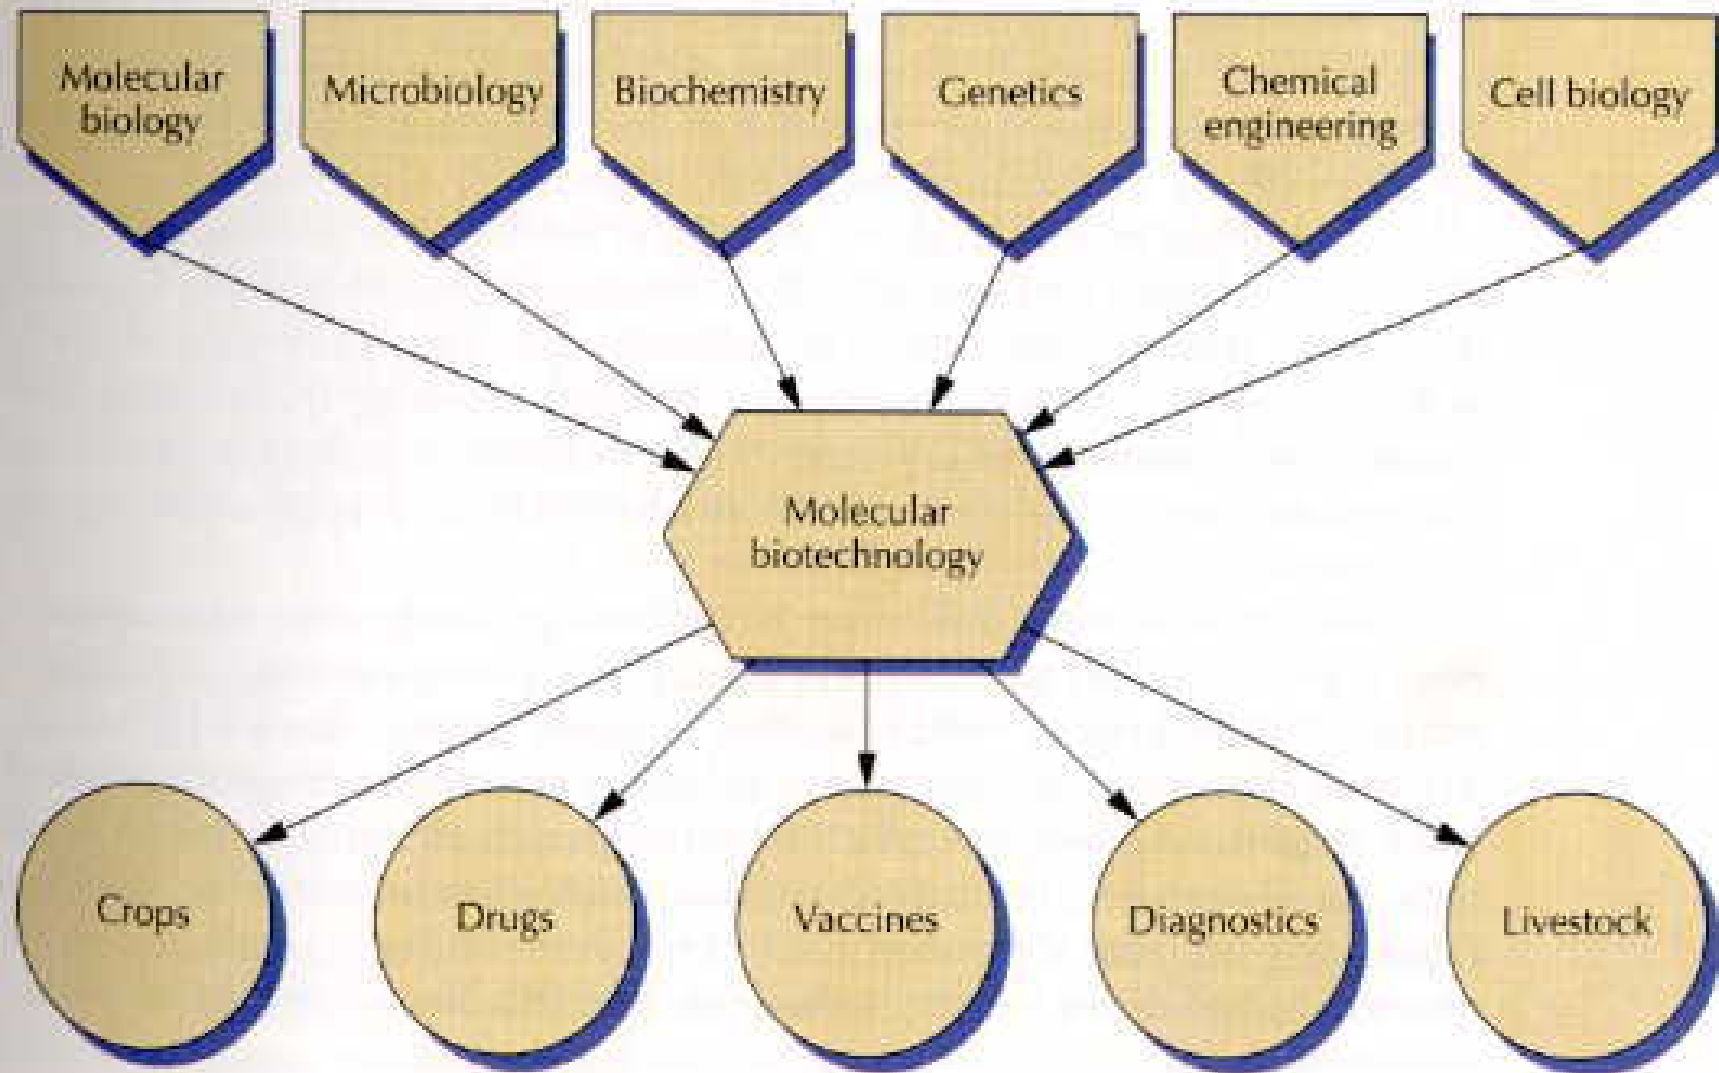 Molecular
biology
Microbiology
Biochemistry
Genetics
Chemical
engineering
Cell biology
Molecular
biotechnology
Crops
Drugs
Vaccines
Diagnostics
Livestock